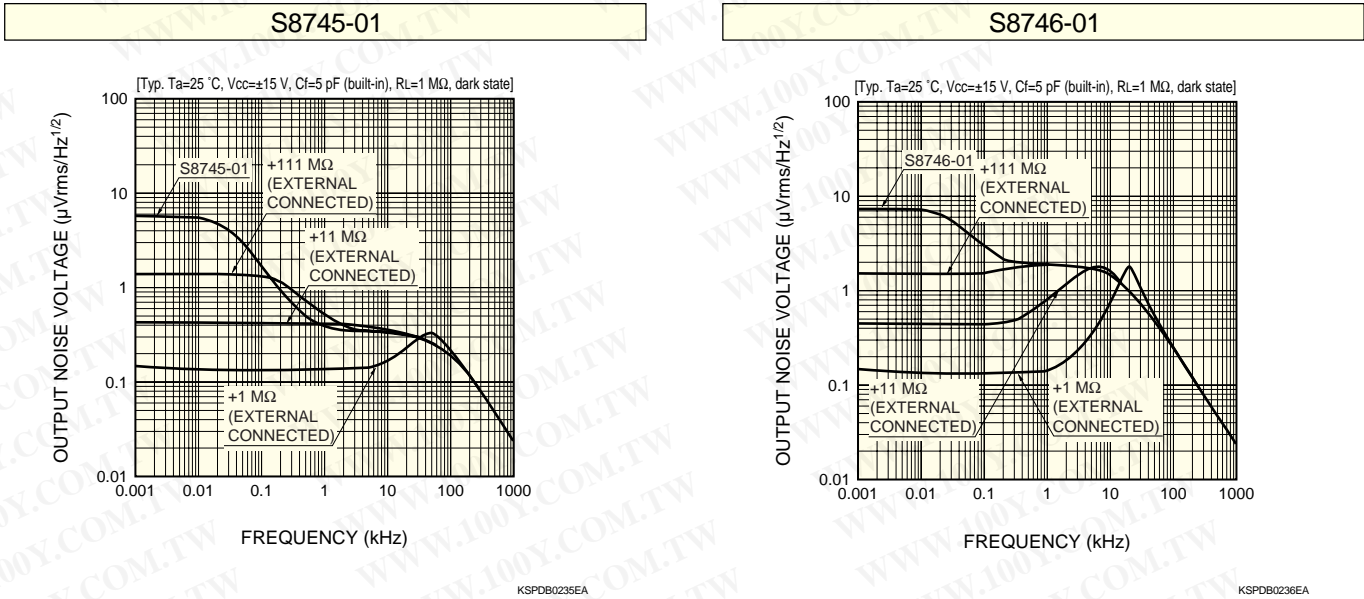 S8745-01
[Typ. Ta=25 ˚C, Vcc=±15 V, Cf=5 pF (built-in), RL=1 MΩ, dark state]
OUTPUT NOISE VOLTAGE (µVrms/Hz1/2)
100
10
1
0.1
0.01
S8745-01
+111 MΩ
(EXTERNAL
CONNECTED)
+11 MΩ
(EXTERNAL
CONNECTED)
+1 MΩ
(EXTERNAL
CONNECTED)
0.001 0.01 0.1 1 10 100 1000
FREQUENCY (kHz)
KSPDB0235EA
S8746-01
[Typ. Ta=25 ˚C, Vcc=±15 V, Cf=5 pF (built-in), RL=1 MΩ, dark state]
OUTPUT NOISE VOLTAGE (µVrms/Hz1/2)
100
10
1
0.1
0.01
S8746-01
+111 MΩ
(EXTERNAL
CONNECTED)
+11 MΩ
(EXTERNAL
CONNECTED)
+1 MΩ
(EXTERNAL
CONNECTED)
0.001 0.01 0.1 1 10 100 1000
FREQUENCY (kHz)
KSPDB0236EA
WWW.100Y.COM.TW